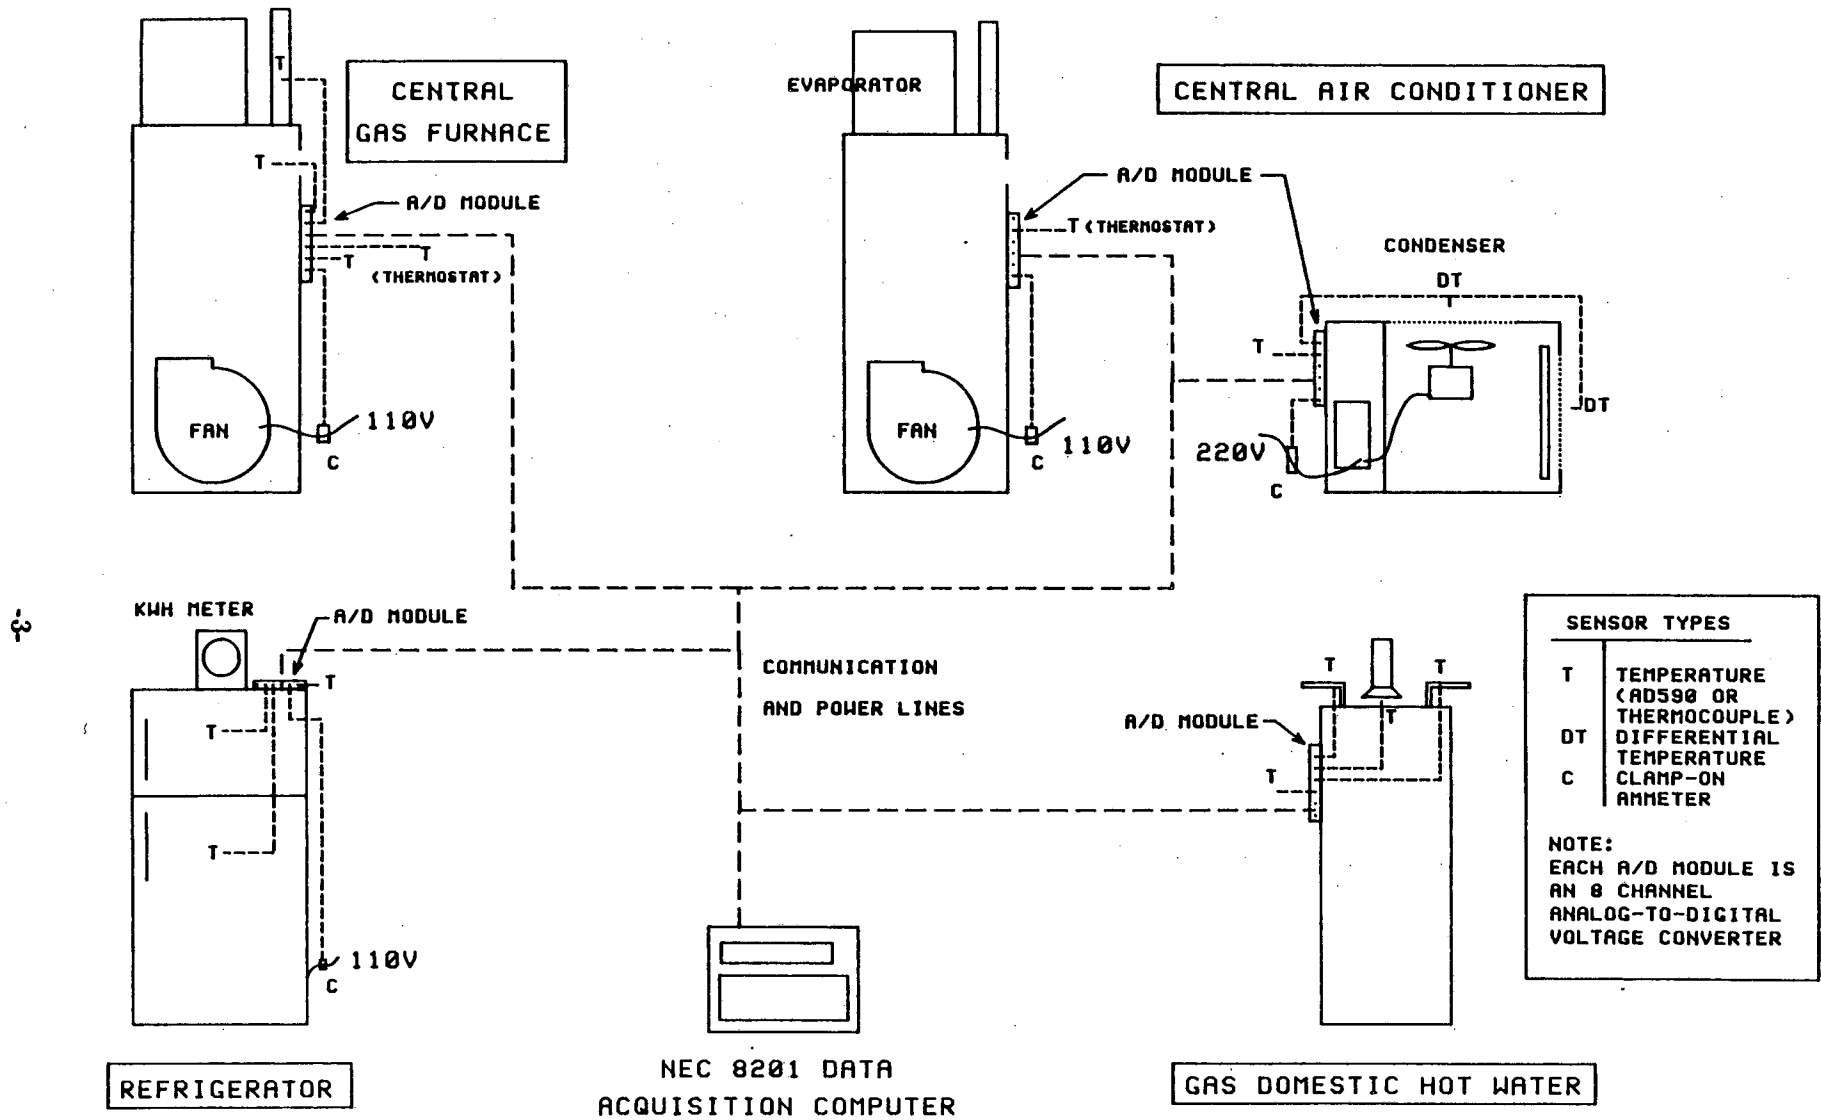 T
CENTRAL
GAS FURNACE
T
A/D MODULE
T
T
(THERMOSTAT)
FAN
110V
C
EVAPORATOR
CENTRAL AIR CONDITIONER
A/D MODULE
T (THERMOSTAT)
CONDENSER
DT
T
DT
FAN
110V
C
220V
C
-3-
KWH METER
A/D MODULE
T
T
T
110V
C
REFRIGERATOR
COMMUNICATION
AND POWER LINES
NEC 8201 DATA
ACQUISITION COMPUTER
T
T
T
A/D MODULE
T
GAS DOMESTIC HOT WATER
SENSOR TYPES
T TEMPERATURE
(AD590 OR
THERMOCOUPLE)
DT DIFFERENTIAL
TEMPERATURE
C CLAMP-ON
AMMETER
NOTE:
EACH A/D MODULE IS
AN 8 CHANNEL
ANALOG-TO-DIGITAL
VOLTAGE CONVERTER